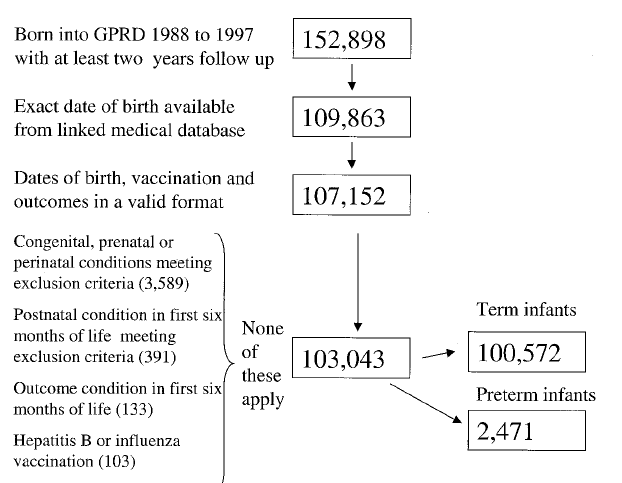 Born into GPRD 1988 to 1997
with at least two years follow up
152,898
Exact date of birth available
from linked medical database
109,863
Dates of birth, vaccination and
outcomes in a valid format
107,152
Congenital, prenatal or
perinatal conditions meeting
exclusion criteria (3,589)
Postnatal condition in first six
months of life meeting
exclusion criteria (391)
Outcome condition in first six
months of life (133)
Hepatitis B or influenza
vaccination (103)
None
of
these
apply
103,043
Term infants
100,572
Preterm infants
2,471